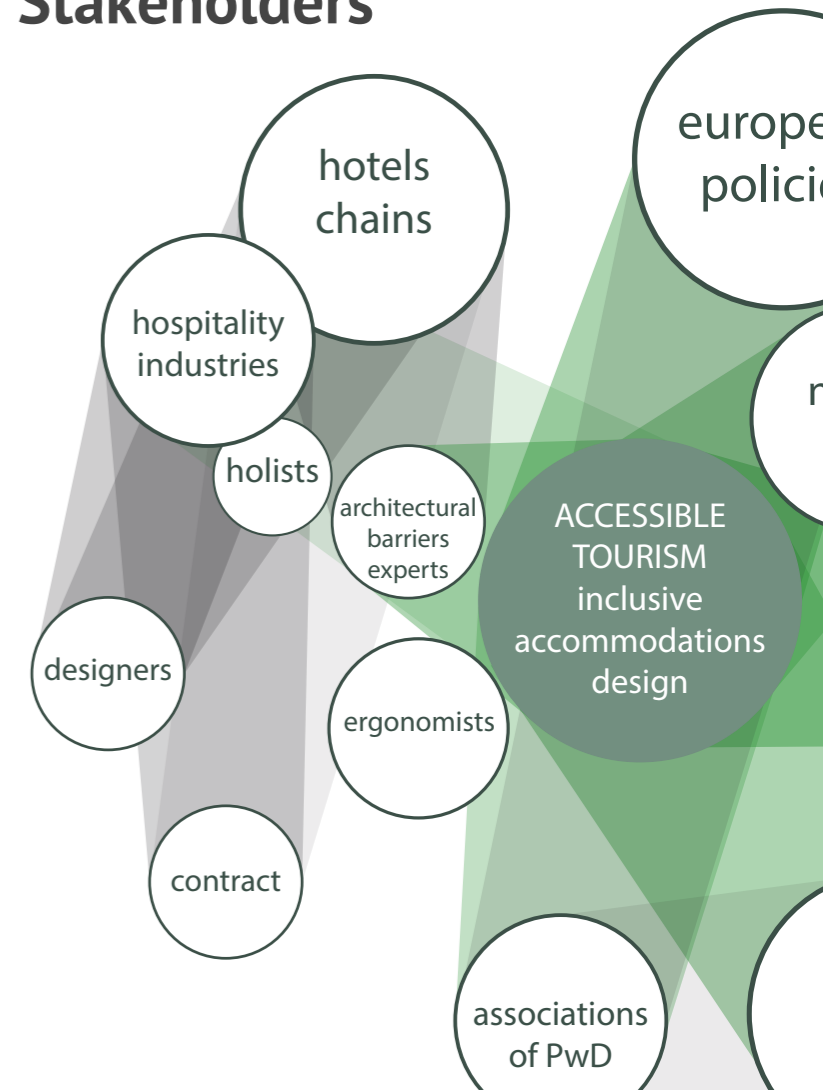 Stakeholders
hotels
chains
hospitality
industries
holists
architectural
barriers
experts
designers
ergonomists
contract
ACCESSIBLE
TOURISM
inclusive
accommodations
design
associations
of PwD